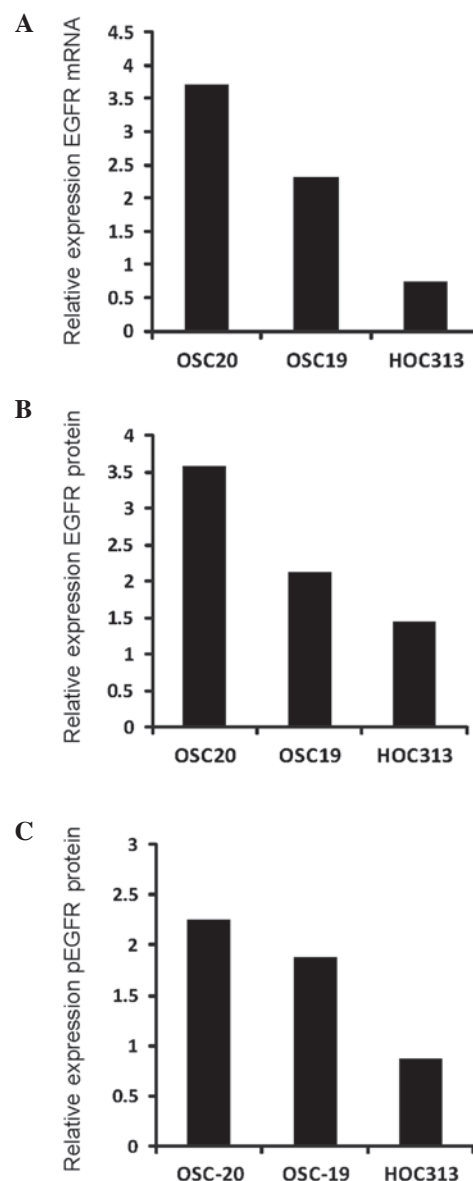 A
Relative expression EGFR mRNA
4.5
4
3.5
3
2.5
2
1.5
1
0.5
0
OSC20 OSC19 HOC313
B
Relative expression EGFR protein
4
3.5
3
2.5
2
1.5
1
0.5
0
OSC20 OSC19 HOC313
C
Relative expression pEGFR protein
3
2.5
2
1.5
1
0.5
0
OSC-20 OSC-19 HOC313